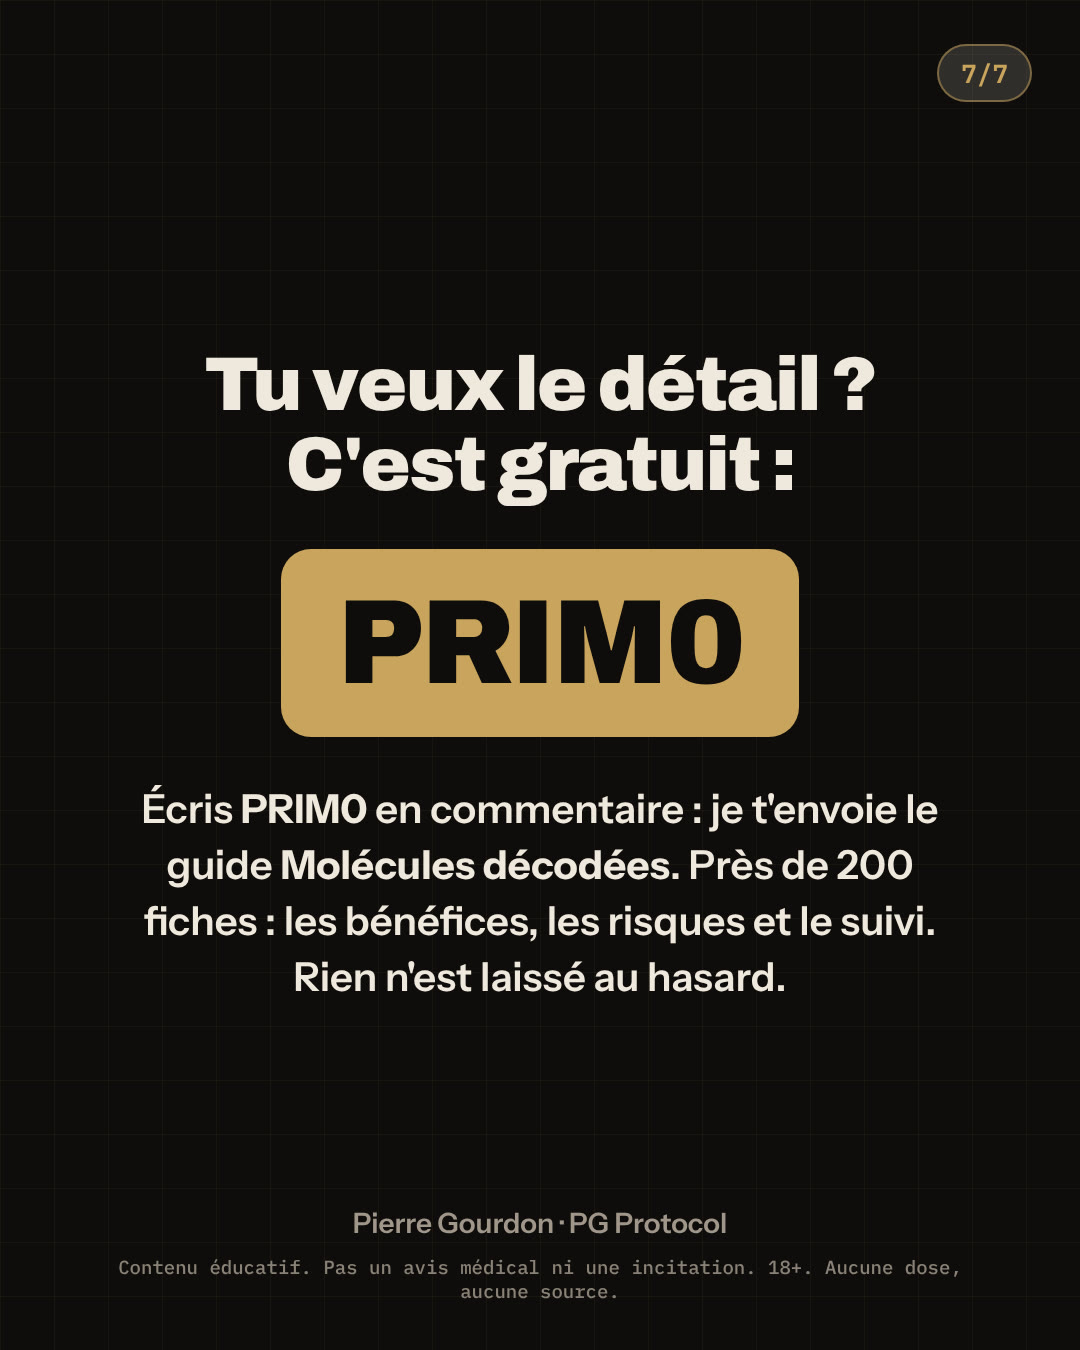 7/7
Tu veux le détail ?
C'est gratuit :
PRIM0
Écris PRIM0 en commentaire : je t'envoie le
guide Molécules décodées. Près de 200
fiches : les bénéfices, les risques et le suivi.
Rien n'est laissé au hasard.
Pierre Gourdon · PG Protocol
Contenu éducatif. Pas un avis médical ni une incitation. 18+. Aucune dose,
aucune source.